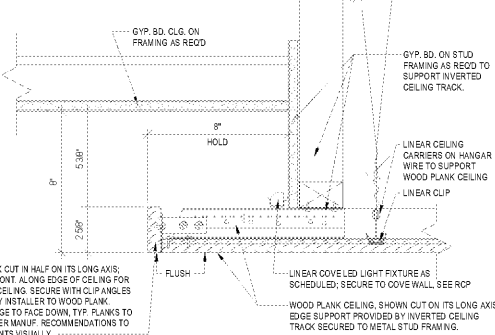 GYP. BD. CLG. ON
FRAMING AS REQ'D
GYP. BD. ON STUD
FRAMING AS REQ'D TO
SUPPORT INVERTED
CEILING TRACK.
8"
HOLD
5 3/8"
8"
2 5/8"
LINEAR CEILING
CARRIERS ON HANGAR
WIRE TO SUPPORT
WOOD PLANK CEILING
LINEAR CLIP
FLUSH
CUT IN HALF ON ITS LONG AXIS;
ONT. ALONG EDGE OF CEILING FOR
CEILING. SECURE WITH CLIP ANGLES
Y INSTALLER TO WOOD PLANK.
GE TO FACE DOWN, TYP. PLANKS TO
ER MANUF. RECOMMENDATIONS TO
NTS VISUALLY
LINEAR COVE LED LIGHT FIXTURE AS
SCHEDULED; SECURE TO COVE WALL, SEE RCP
WOOD PLANK CEILING, SHOWN CUT ON ITS LONG AXIS
EDGE SUPPORT PROVIDED BY INVERTED CEILING
TRACK SECURED TO METAL STUD FRAMING.